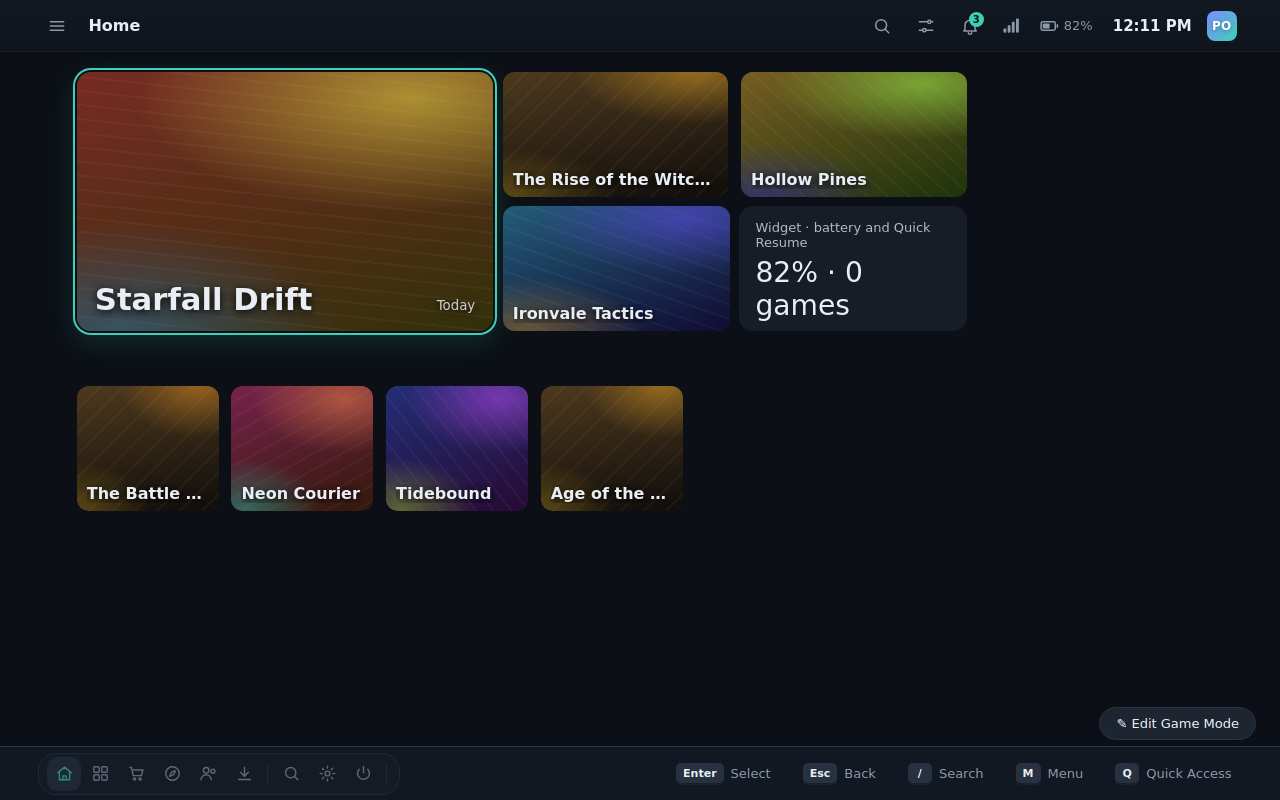 Home
3
82%
12:11 PM
PO
Starfall Drift
Today
The Rise of the Witc...
Hollow Pines
Ironvale Tactics
Widget · battery and Quick
Resume
82% · 0
games
The Battle ...
Neon Courier
Tidebound
Age of the ...
✎ Edit Game Mode
Enter Select
Esc Back
/ Search
M Menu
Q Quick Access